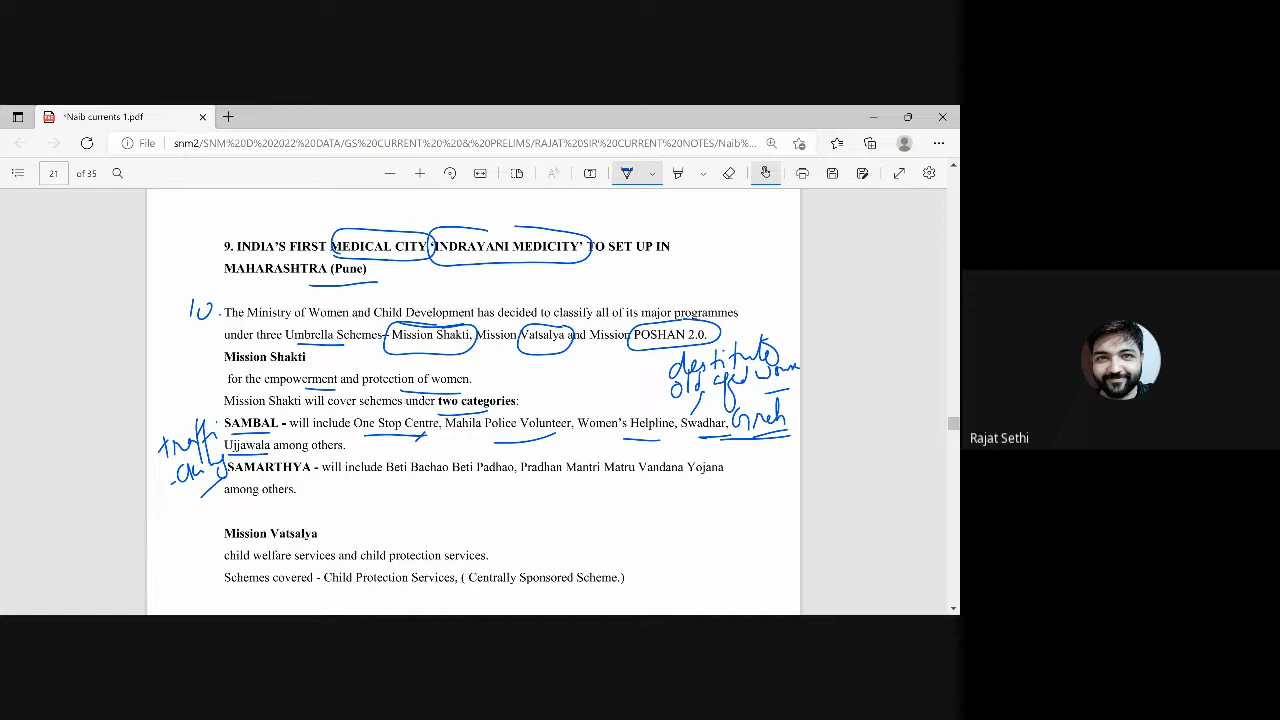 *Naib currents 1.pdf
File
snm2/SNM%20D%202022%20DATA/GS%20CURRENT%20%20&%20PRELIMS/RAJAT%20SIR%20CURRENT%20NOTES/Naib%...
21 of 35
9. INDIA'S FIRST MEDICAL CITY 'INDRAYANI MEDICITY' TO SET UP IN
MAHARASHTRA (Pune)
10.
The Ministry of Women and Child Development has decided to classify all of its major programmes
under three Umbrella Schemes- Mission Shakti, Mission Vatsalya and Mission POSHAN 2.0.
Mission Shakti
destitute
for the empowerment and protection of women.
old aged
Mission Shakti will cover schemes under two categories:
SAMBAL - will include One Stop Centre, Mahila Police Volunteer, Women's Helpline, Swadhar, Greh
Ujjawala among others.
traffi
-cking
SAMARTHYA - will include Beti Bachao Beti Padhao, Pradhan Mantri Matru Vandana Yojana
among others.
Mission Vatsalya
child welfare services and child protection services.
Schemes covered - Child Protection Services, ( Centrally Sponsored Scheme.)
Rajat Sethi